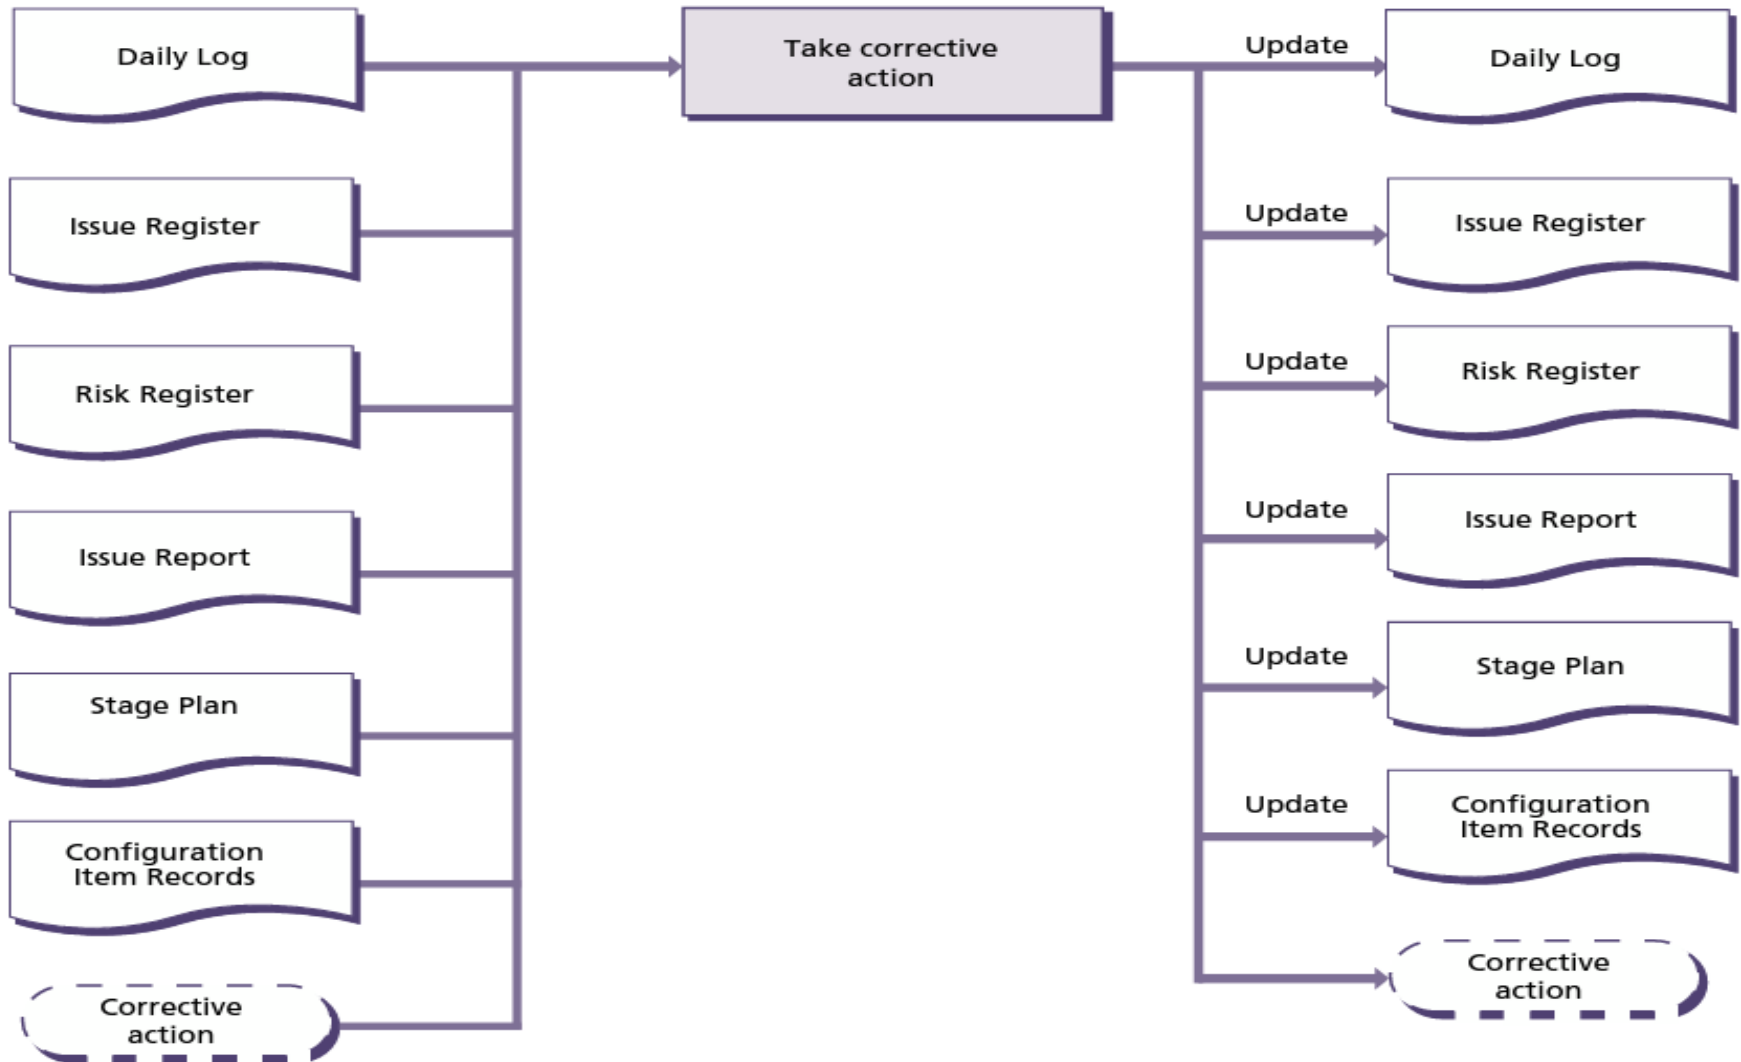 Daily Log
Take corrective
action
Update
Daily Log
Issue Register
Update
Issue Register
Risk Register
Update
Risk Register
Issue Report
Update
Issue Report
Stage Plan
Update
Stage Plan
Configuration
Item Records
Update
Configuration
Item Records
Corrective
action
Corrective
action